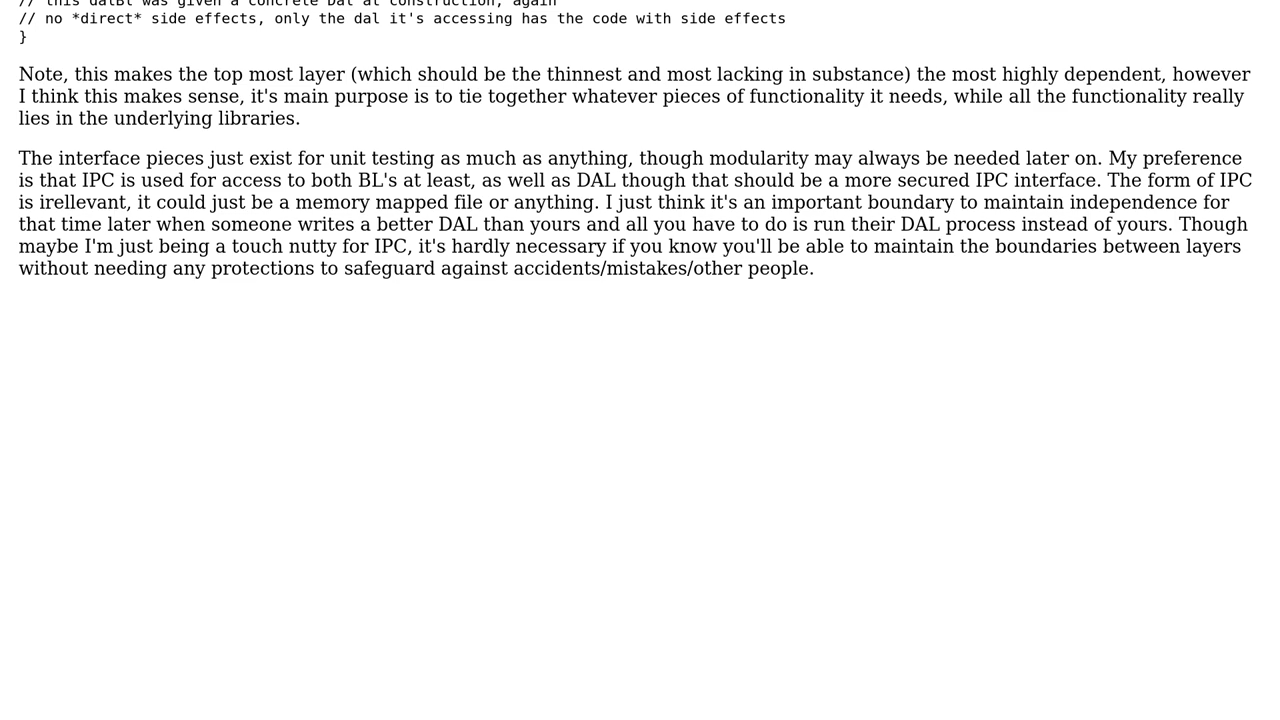 // this dalBl was given a concrete Dal at construction, again
// no *direct* side effects, only the dal it's accessing has the code with side effects
}
Note, this makes the top most layer (which should be the thinnest and most lacking in substance) the most highly dependent, however
I think this makes sense, it's main purpose is to tie together whatever pieces of functionality it needs, while all the functionality really
lies in the underlying libraries.
The interface pieces just exist for unit testing as much as anything, though modularity may always be needed later on. My preference
is that IPC is used for access to both BL's at least, as well as DAL though that should be a more secured IPC interface. The form of IPC
is irellevant, it could just be a memory mapped file or anything. I just think it's an important boundary to maintain independence for
that time later when someone writes a better DAL than yours and all you have to do is run their DAL process instead of yours. Though
maybe I'm just being a touch nutty for IPC, it's hardly necessary if you know you'll be able to maintain the boundaries between layers
without needing any protections to safeguard against accidents/mistakes/other people.